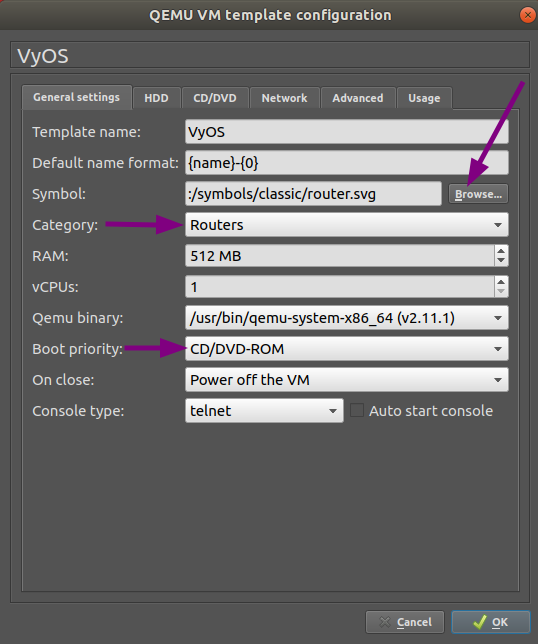 QEMU VM template configuration
VyOS
General settings HDD CD/DVD Network Advanced Usage
Template name: VyOS
Default name format: {name}-{0}
Symbol: :/symbols/classic/router.svg Browse...
Category: Routers
RAM: 512 MB
vCPUs: 1
Qemu binary: /usr/bin/qemu-system-x86_64 (v2.11.1)
Boot priority: CD/DVD-ROM
On close: Power off the VM
Console type: telnet Auto start console
Cancel OK